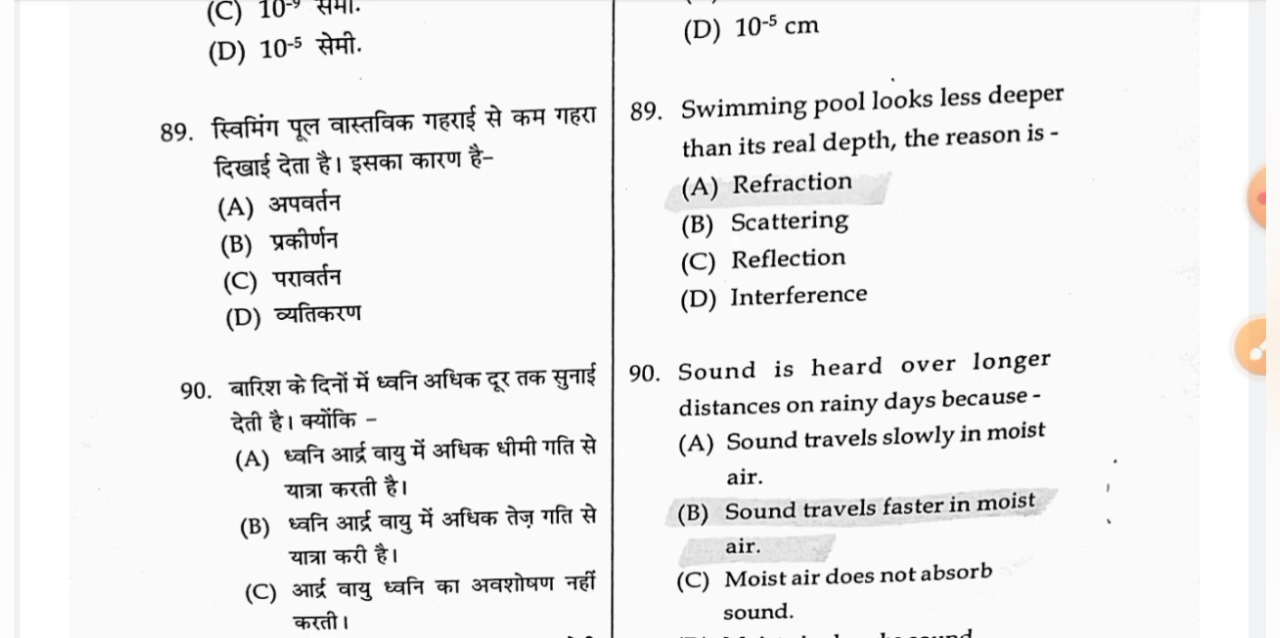 (C) 10⁻⁹ सेमी.
(D) 10⁻⁵ सेमी.
89. स्विमिंग पूल वास्तविक गहराई से कम गहरा
दिखाई देता है। इसका कारण है–
(A) अपवर्तन
(B) प्रकीर्णन
(C) परावर्तन
(D) व्यतिकरण
90. बारिश के दिनों में ध्वनि अधिक दूर तक सुनाई
देती है। क्योंकि –
(A) ध्वनि आर्द्र वायु में अधिक धीमी गति से
यात्रा करती है।
(B) ध्वनि आर्द्र वायु में अधिक तेज़ गति से
यात्रा करी है।
(C) आर्द्र वायु ध्वनि का अवशोषण नहीं
करती।
(D) 10⁻⁵ cm
89. Swimming pool looks less deeper
than its real depth, the reason is -
(A) Refraction
(B) Scattering
(C) Reflection
(D) Interference
90. Sound is heard over longer
distances on rainy days because -
(A) Sound travels slowly in moist
air.
(B) Sound travels faster in moist
air.
(C) Moist air does not absorb
sound.